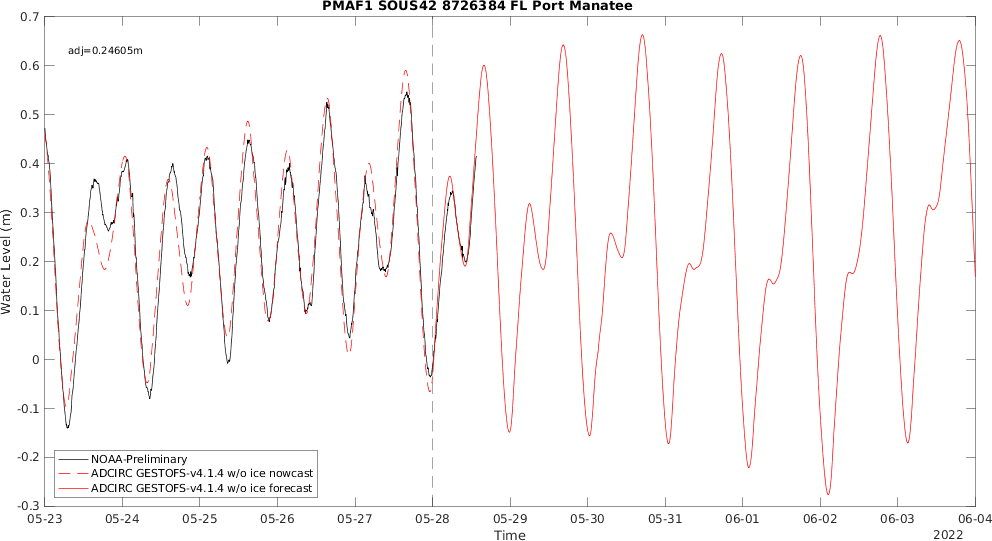 PMAF1 SOUS42 8726384 FL Port Manatee
adj=0.24605m
0.7
0.6
0.5
0.4
0.3
0.2
0.1
0
-0.1
-0.2
-0.3
Water Level (m)
NOAA-Preliminary
ADCIRC GESTOFS-v4.1.4 w/o ice nowcast
ADCIRC GESTOFS-v4.1.4 w/o ice forecast
05-23 05-24 05-25 05-26 05-27 05-28 05-29 05-30 05-31 06-01 06-02 06-03 06-04
Time
2022